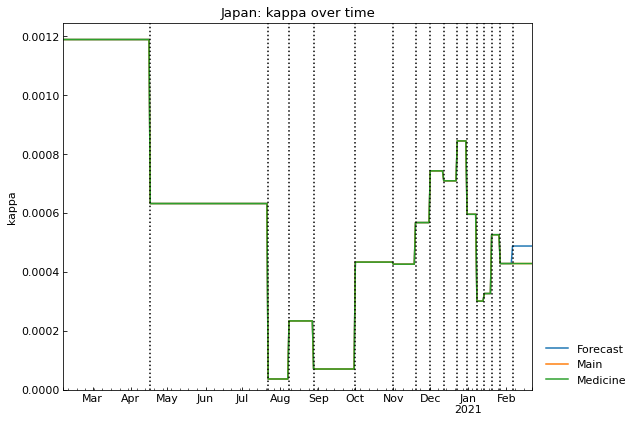 Japan: kappa over time
kappa
0.0012
0.0010
0.0008
0.0006
0.0004
0.0002
0.0000
Mar Apr May Jun Jul Aug Sep Oct Nov Dec Jan Feb
2021
Forecast
Main
Medicine